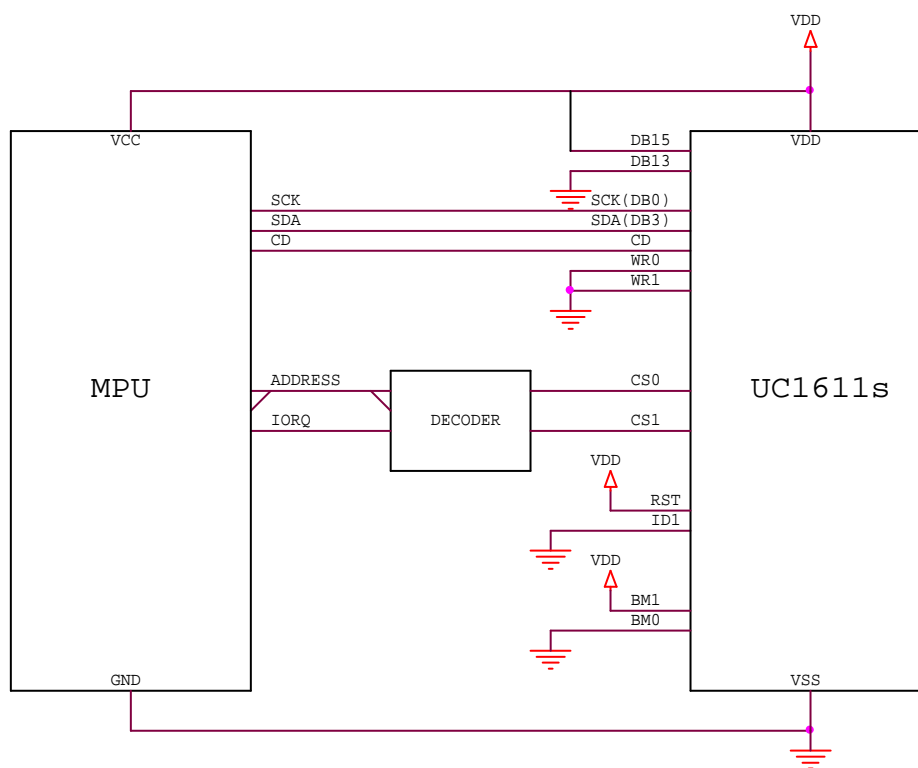 VDD
VCC
VDD
DB15
DB13
SCK
SCK(DB0)
SDA
SDA(DB3)
CD
CD
WR0
WR1
MPU
UC1611s
ADDRESS
CS0
DECODER
IORQ
CS1
VDD
RST
ID1
VDD
BM1
BM0
GND
VSS